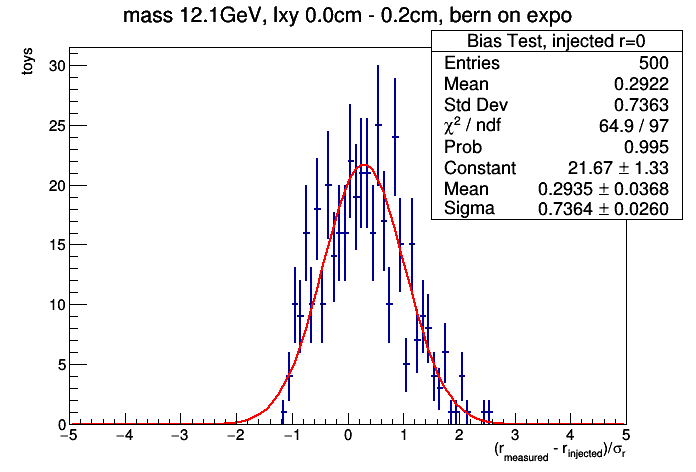 mass 12.1GeV, lxy 0.0cm - 0.2cm, bern on expo
Bias Test, injected r=0
Entries 500
Mean 0.2922
Std Dev 0.7363
χ² / ndf 64.9 / 97
Prob 0.995
Constant 21.67 ± 1.33
Mean 0.2935 ± 0.0368
Sigma 0.7364 ± 0.0260
toys
30
25
20
15
10
5
0
−5 −4 −3 −2 −1 0 1 2 3 4 5
(r_measured - r_injected)/σ_r